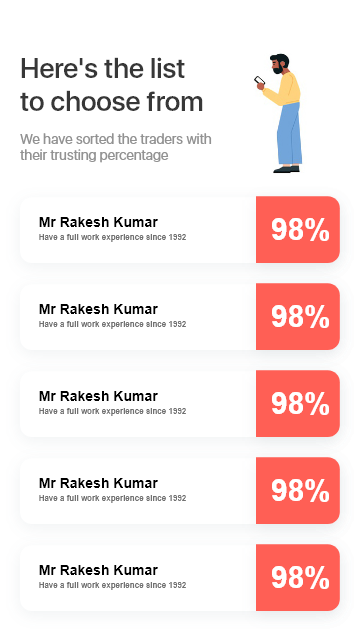 Here's the list
to choose from
We have sorted the traders with
their trusting percentage
Mr Rakesh Kumar
Have a full work experience since 1992
98%
Mr Rakesh Kumar
Have a full work experience since 1992
98%
Mr Rakesh Kumar
Have a full work experience since 1992
98%
Mr Rakesh Kumar
Have a full work experience since 1992
98%
Mr Rakesh Kumar
Have a full work experience since 1992
98%